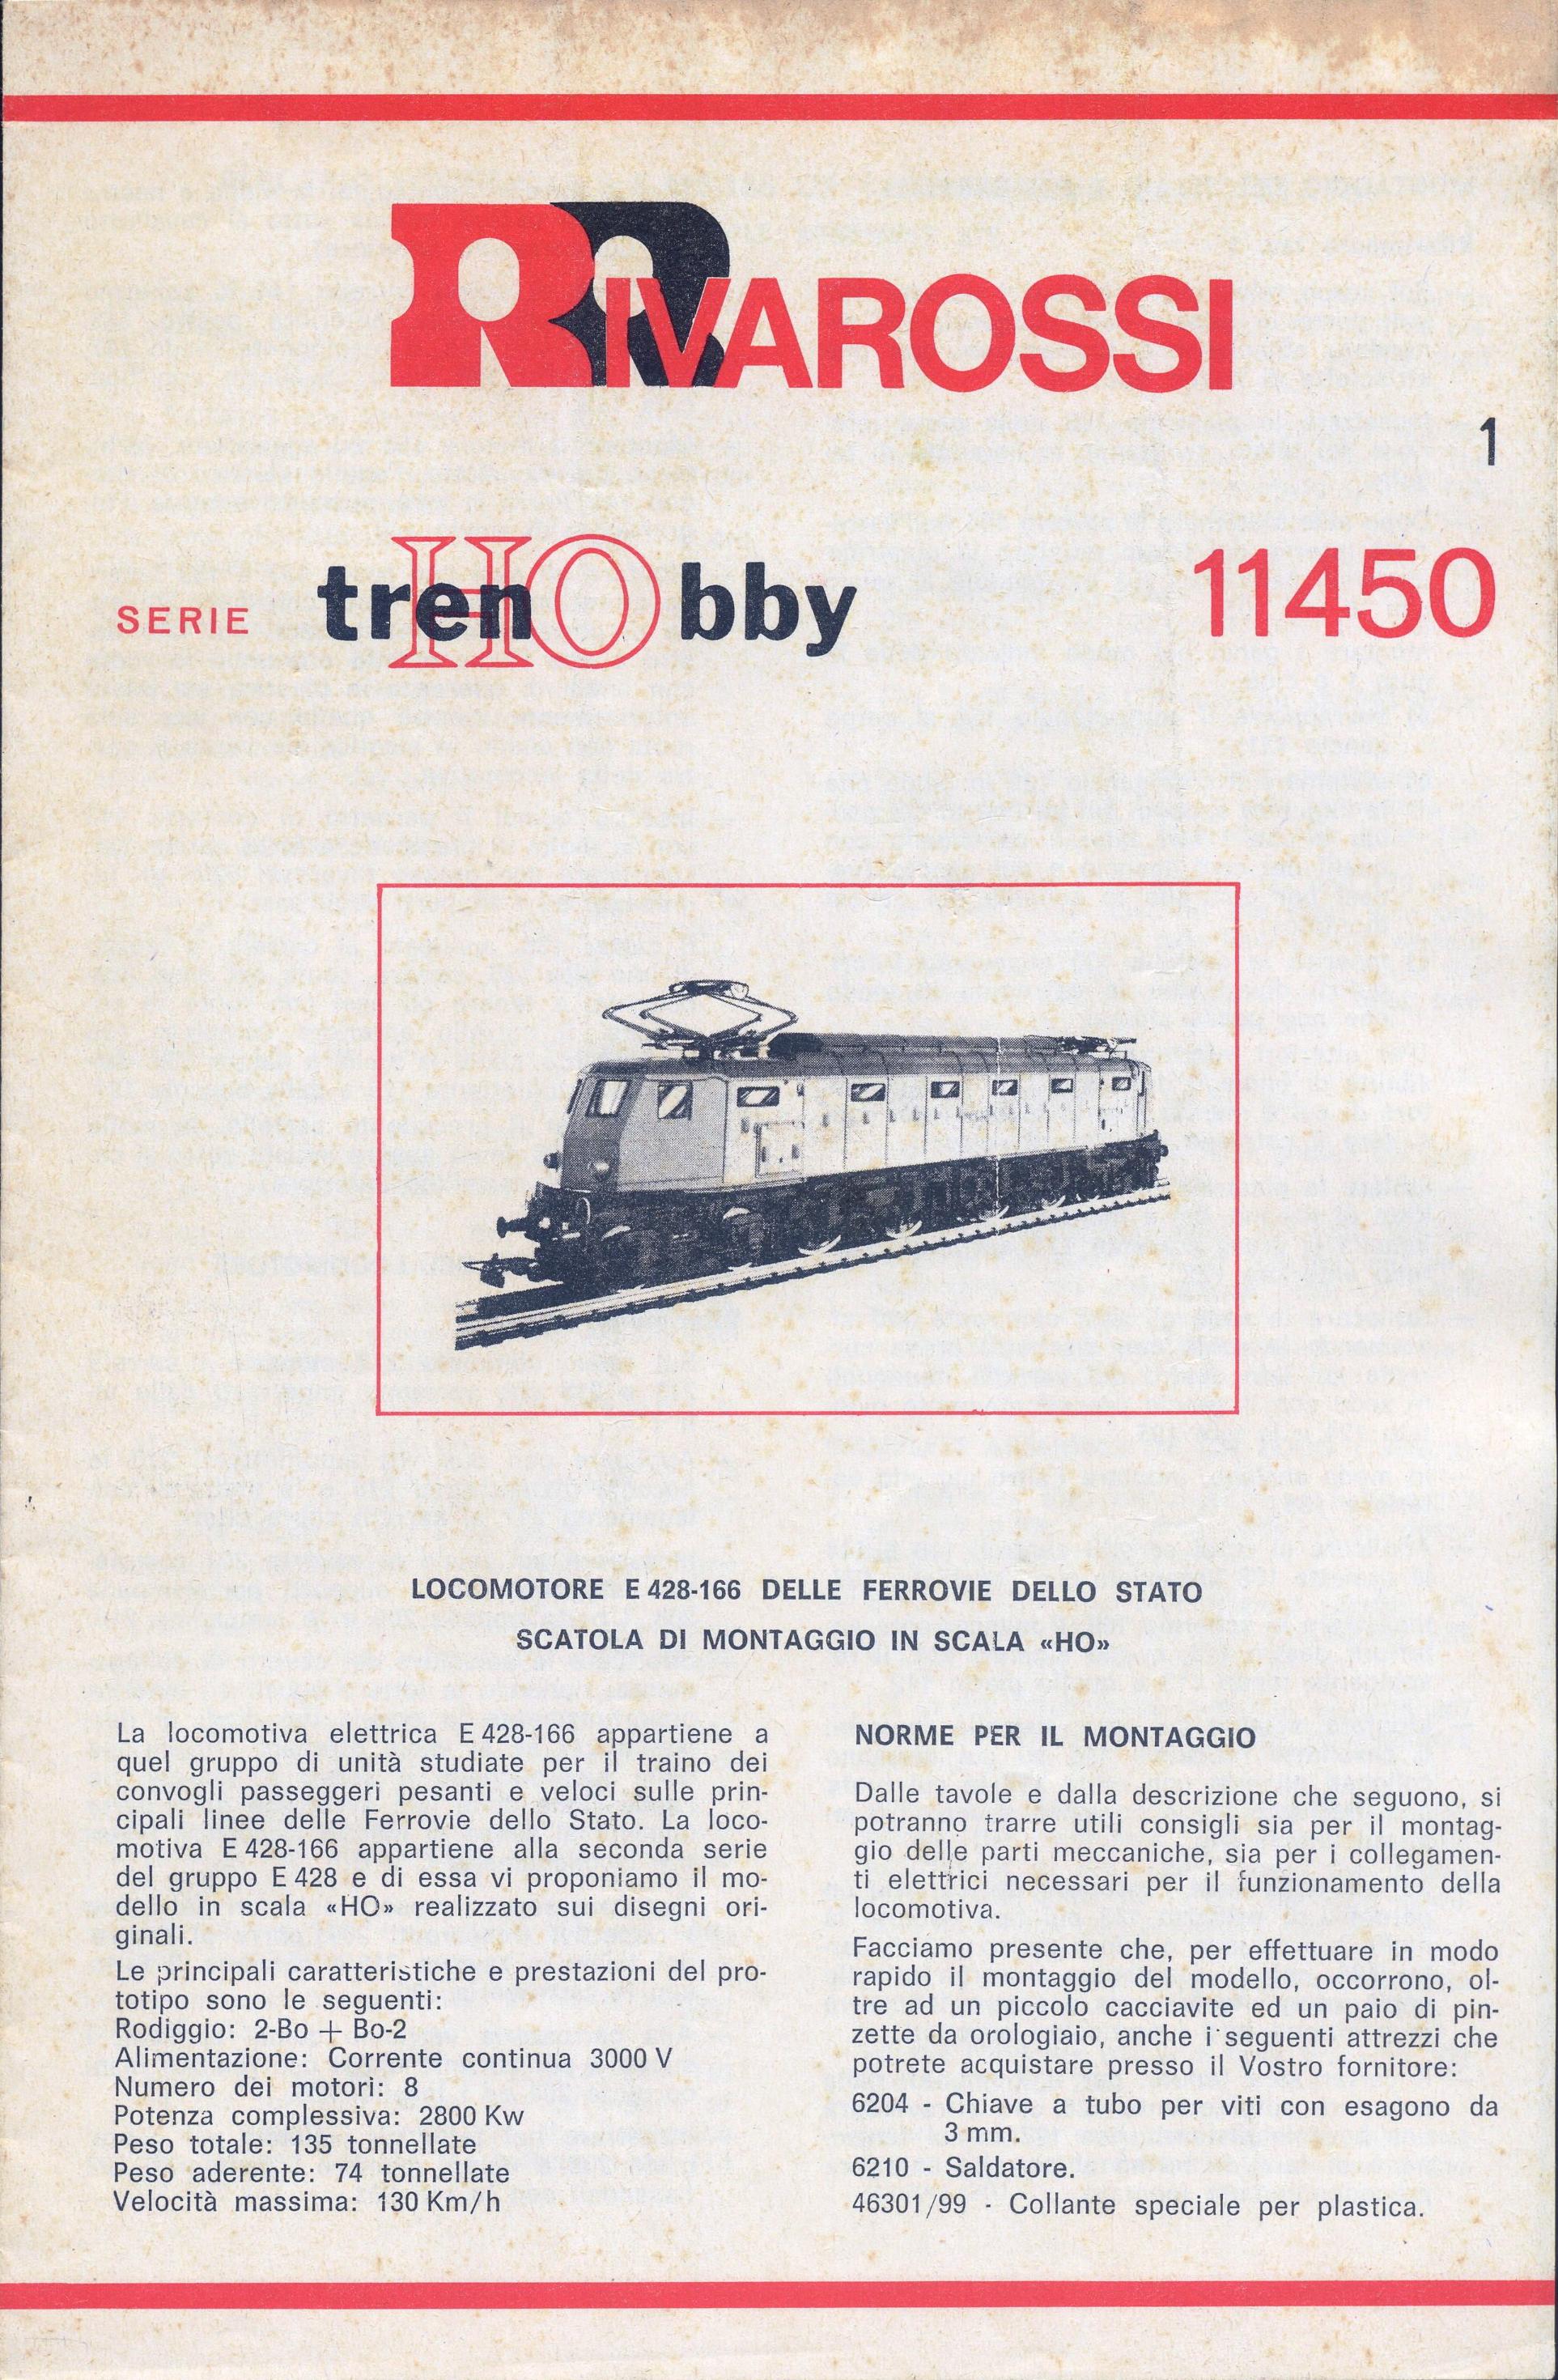 RIVAROSSI
1
SERIE trenHObby 11450
LOCOMOTORE E 428-166 DELLE FERROVIE DELLO STATO
SCATOLA DI MONTAGGIO IN SCALA «HO»
La locomotiva elettrica E 428-166 appartiene a
quel gruppo di unità studiate per il traino dei
convogli passeggeri pesanti e veloci sulle prin-
cipali linee delle Ferrovie dello Stato. La loco-
motiva E 428-166 appartiene alla seconda serie
del gruppo E 428 e di essa vi proponiamo il mo-
dello in scala «HO» realizzato sui disegni ori-
ginali.
Le principali caratteristiche e prestazioni del pro-
totipo sono le seguenti:
Rodiggio: 2-Bo + Bo-2
Alimentazione: Corrente continua 3000 V
Numero dei motori: 8
Potenza complessiva: 2800 Kw
Peso totale: 135 tonnellate
Peso aderente: 74 tonnellate
Velocità massima: 130 Km/h
NORME PER IL MONTAGGIO
Dalle tavole e dalla descrizione che seguono, si
potranno trarre utili consigli sia per il montag-
gio delle parti meccaniche, sia per i collegamen-
ti elettrici necessari per il funzionamento della
locomotiva.
Facciamo presente che, per effettuare in modo
rapido il montaggio del modello, occorrono, ol-
tre ad un piccolo cacciavite ed un paio di pin-
zette da orologiaio, anche i seguenti attrezzi che
potrete acquistare presso il Vostro fornitore:
6204 - Chiave a tubo per viti con esagono da
3 mm.
6210 - Saldatore.
46301/99 - Collante speciale per plastica.